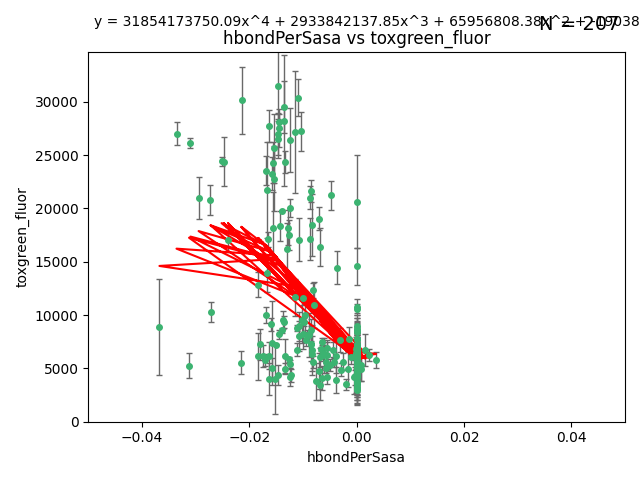 y = 31854173750.09x^4 + 2933842137.85x^3 + 65956808.38x^2 + -19038
N = 207
hbondPerSasa vs toxgreen_fluor
30000
25000
20000
15000
10000
5000
0
toxgreen_fluor
−0.04
−0.02
0.00
0.02
0.04
hbondPerSasa